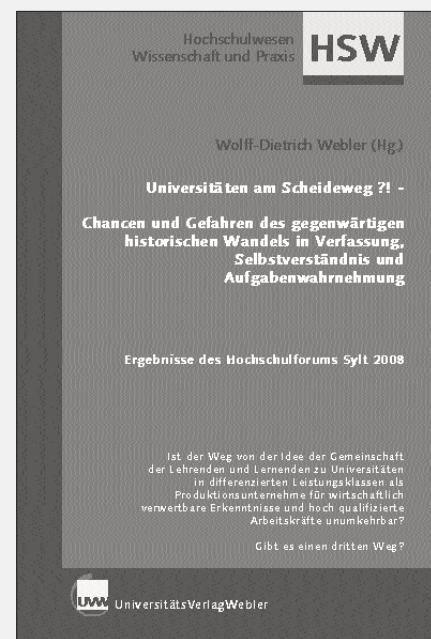 Hochschulwesen
Wissenschaft und Praxis
HSW
Wolff-Dietrich Webler (Hg.)
Universitäten am Scheideweg ?! -
Chancen und Gefahren des gegenwärtigen
historischen Wandels in Verfassung,
Selbstverständnis und
Aufgabenwahrnehmung
Ergebnisse des Hochschulforums Sylt 2008
Ist der Weg von der Idee der Gemeinschaft
der Lehrenden und Lernenden zu Universitäten
in differenzierten Leistungsklassen als
Produktionsunternehme für wirtschaftlich
verwertbare Erkenntnisse und hoch qualifizierte
Arbeitskräfte unumkehrbar?
Gibt es einen dritten Weg?
UVW UniversitätsVerlagWebler